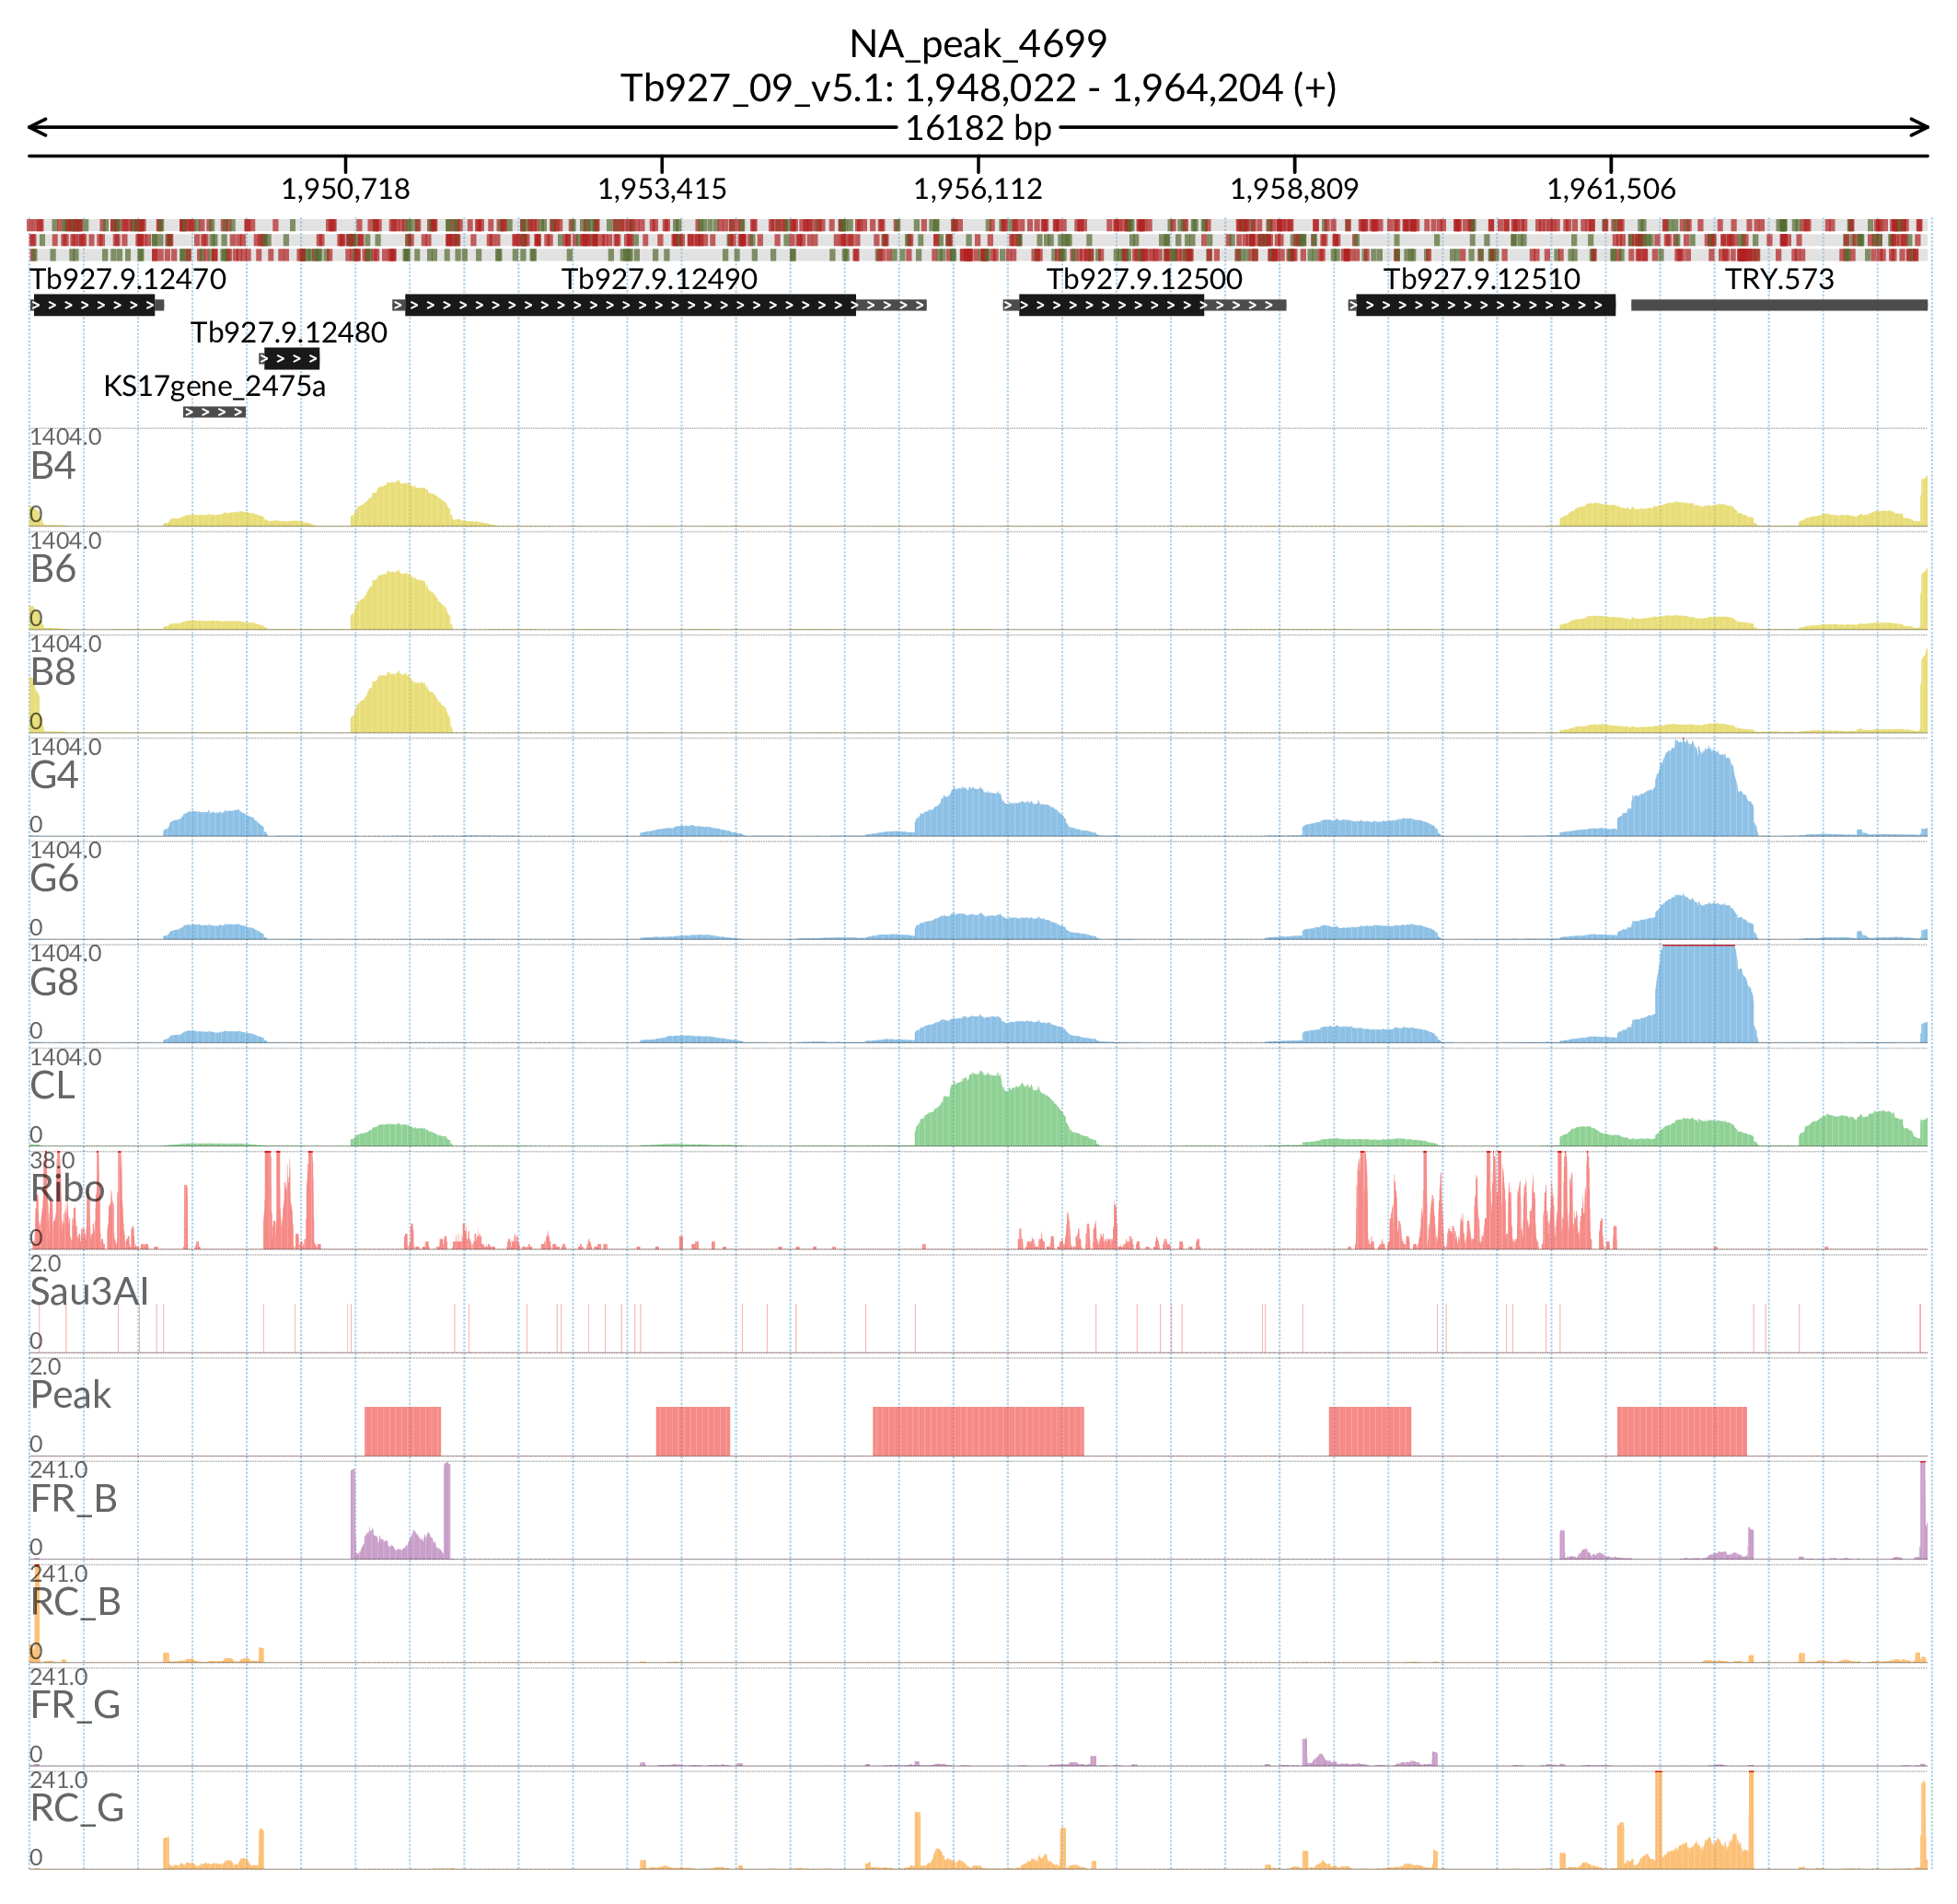 NA_peak_4699
Tb927_09_v5.1: 1,948,022 - 1,964,204 (+)
16182 bp
1,950,718 1,953,415 1,956,112 1,958,809 1,961,506
Tb927.9.12470 Tb927.9.12490 Tb927.9.12500 Tb927.9.12510 TRY.573
Tb927.9.12480
KS17gene_2475a
1404.0
B4
0
1404.0
B6
0
1404.0
B8
0
1404.0
G4
0
1404.0
G6
0
1404.0
G8
0
1404.0
CL
0
38.0
Ribo
0
2.0
Sau3AI
0
2.0
Peak
0
241.0
FR_B
0
241.0
RC_B
0
241.0
FR_G
0
241.0
RC_G
0